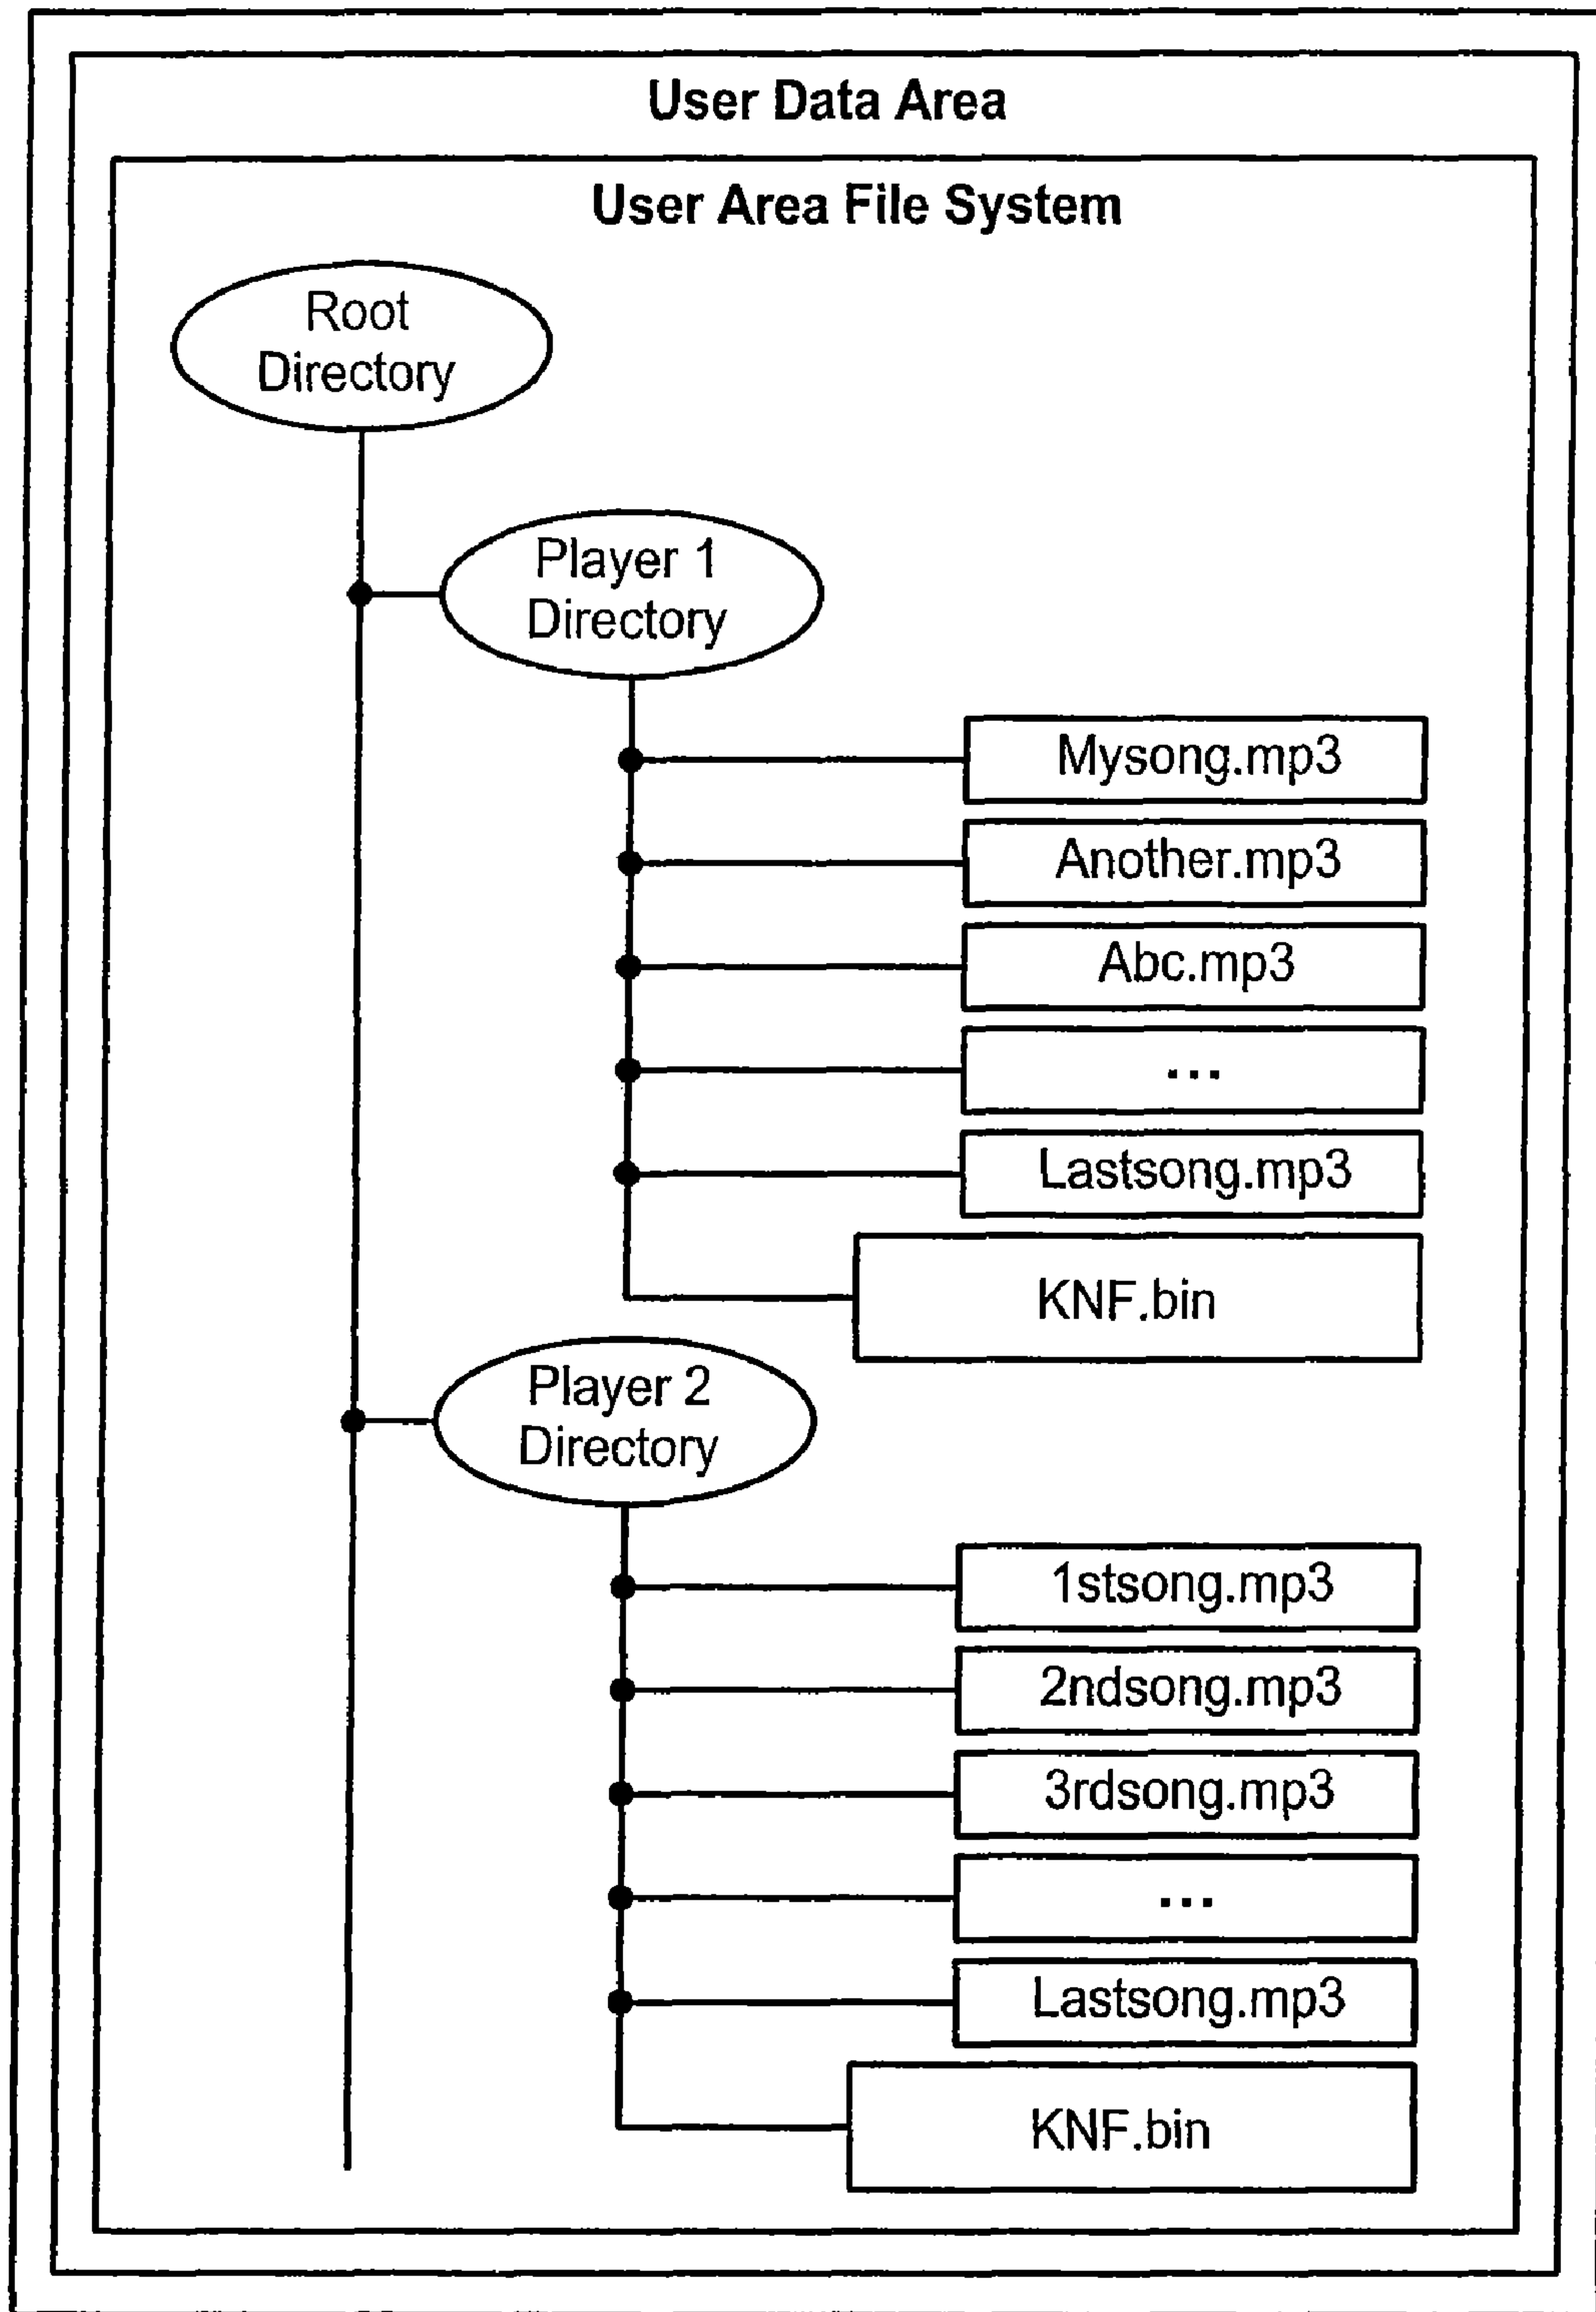 User Data Area
User Area File System
Root
Directory
Player 1
Directory
Mysong.mp3
Another.mp3
Abc.mp3
...
Lastsong.mp3
KNF.bin
Player 2
Directory
1stsong.mp3
2ndsong.mp3
3rdsong.mp3
...
Lastsong.mp3
KNF.bin